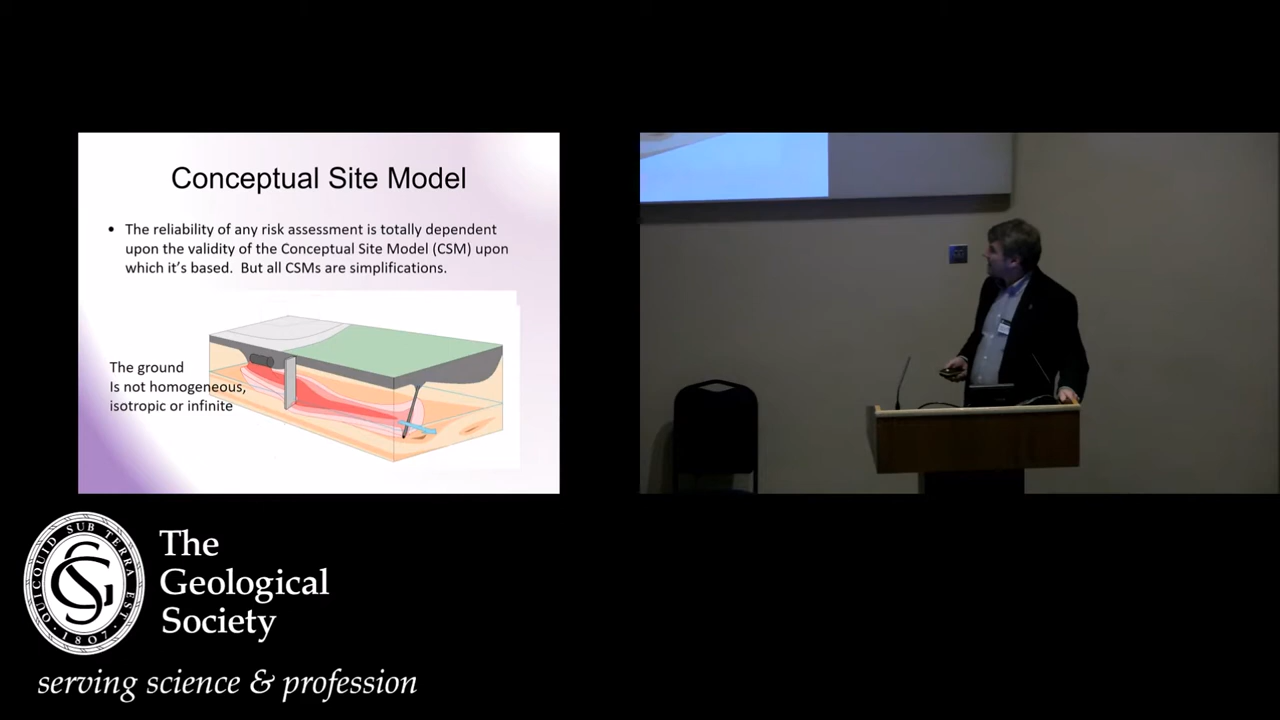 Conceptual Site Model
• The reliability of any risk assessment is totally dependent
upon the validity of the Conceptual Site Model (CSM) upon
which it's based. But all CSMs are simplifications.
The ground
Is not homogeneous,
isotropic or infinite
QUICQUID SUB TERRA EST
1807
The
Geological
Society
serving science & profession